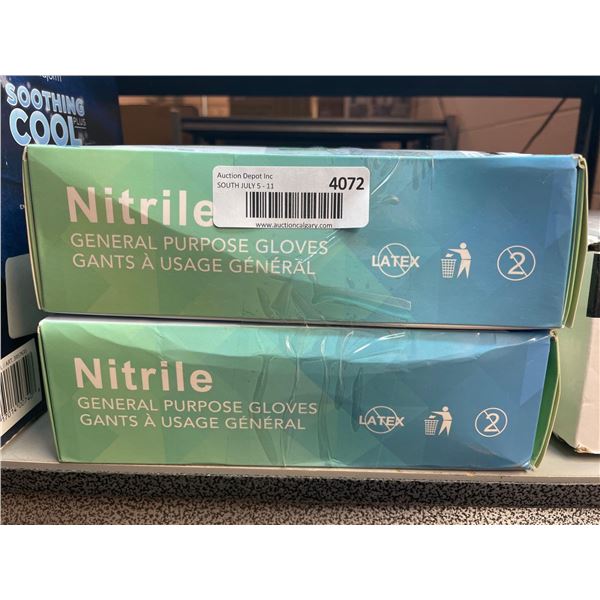 SOOTHING
COOL PLUS
Auction Depot Inc
SOUTH JULY 5 - 11
4072
www.auctioncalgary.com
Nitrile
GENERAL PURPOSE GLOVES
GANTS À USAGE GÉNÉRAL
LATEX
2
Nitrile
GENERAL PURPOSE GLOVES
GANTS À USAGE GÉNÉRAL
LATEX
2